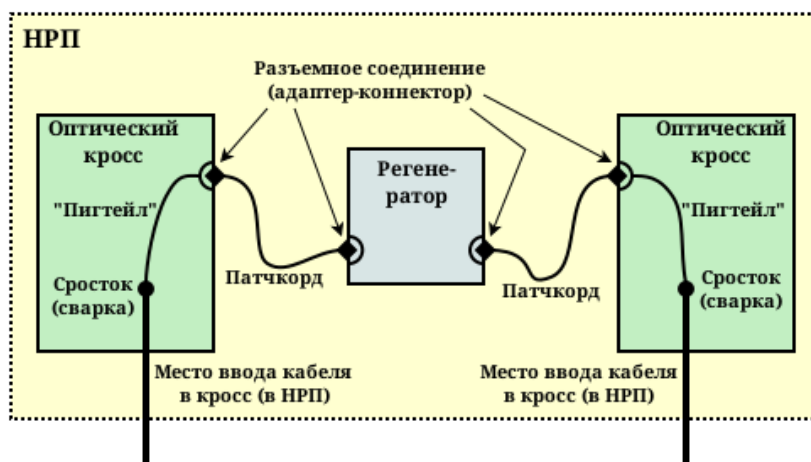 НРП
Разъемное соединение
(адаптер-коннектор)
Оптический
кросс
"Пигтейл"
Сросток
(сварка)
Патчкорд
Регене-
ратор
Патчкорд
Оптический
кросс
"Пигтейл"
Сросток
(сварка)
Место ввода кабеля
в кросс (в НРП)
Место ввода кабеля
в кросс (в НРП)